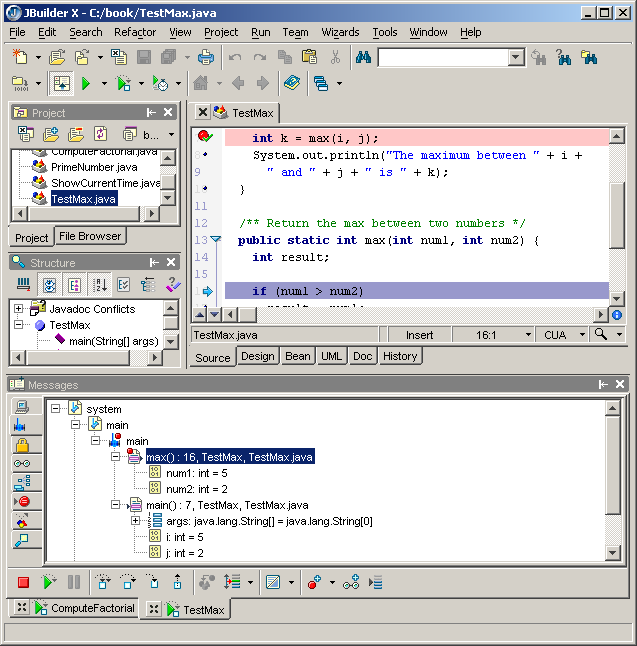 JBuilder X - C:/book/TestMax.java
File Edit Search Refactor View Project Run Team Wizards Tools Window Help
Project
b...
ComputeFactorial.java
PrimeNumber.java
ShowCurrentTime.java
TestMax.java
Project File Browser
Structure
Javadoc Conflicts
TestMax
main(String[] args)
TestMax
int k = max(i, j);
8 System.out.println("The maximum between " + i +
9 " and " + j + " is " + k);
10 }
11
12 /** Return the max between two numbers */
13 public static int max(int num1, int num2) {
14 int result;
15
if (num1 > num2)
result = num1;
TestMax.java Insert 16:1 CUA
Source Design Bean UML Doc History
Messages
system
main
main
max() : 16, TestMax, TestMax.java
num1: int = 5
num2: int = 2
main() : 7, TestMax, TestMax.java
args: java.lang.String[] = java.lang.String[0]
i: int = 5
j: int = 2
ComputeFactorial TestMax